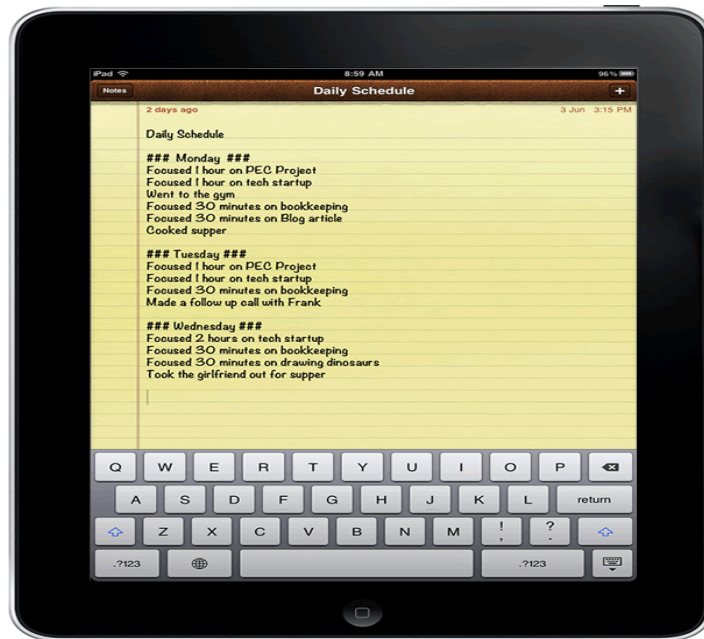 iPad 8:59 AM 96%
Notes Daily Schedule +
2 days ago 3 Jun 3:15 PM
Daily Schedule
### Monday ###
Focused 1 hour on PEC Project
Focused 1 hour on tech startup
Went to the gym
Focused 30 minutes on bookkeeping
Focused 30 minutes on Blog article
Cooked supper
### Tuesday ###
Focused 1 hour on PEC Project
Focused 1 hour on tech startup
Focused 30 minutes on bookkeeping
Made a follow up call with Frank
### Wednesday ###
Focused 2 hours on tech startup
Focused 30 minutes on bookkeeping
Focused 30 minutes on drawing dinosaurs
Took the girlfriend out for supper
Q W E R T Y U I O P
A S D F G H J K L return
Z X C V B N M ! , ? .
.?123 .?123